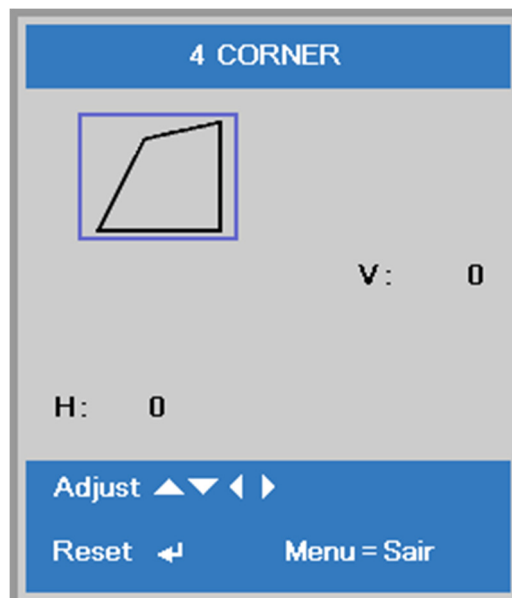 4 CORNER
V: 0
H: 0
Adjust ▲▼◀▶
Reset ↵ Menu = Sair